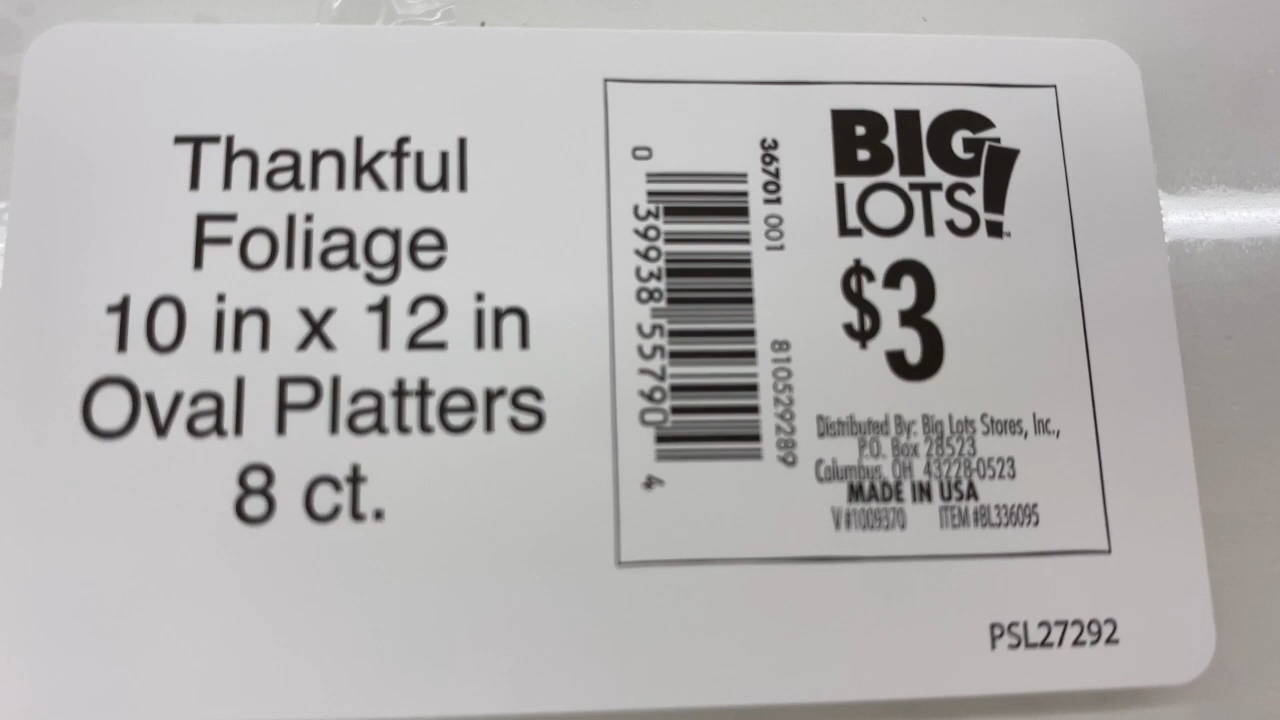 Thankful
Foliage
10 in x 12 in
Oval Platters
8 ct.
36701 001
810529289
0 39938 55790 4
BIG
LOTS!™
$3
Distributed By: Big Lots Stores, Inc.,
P.O. Box 28523
Columbus, OH 43228-0523
MADE IN USA
V#1009370 ITEM #BL336095
PSL27292